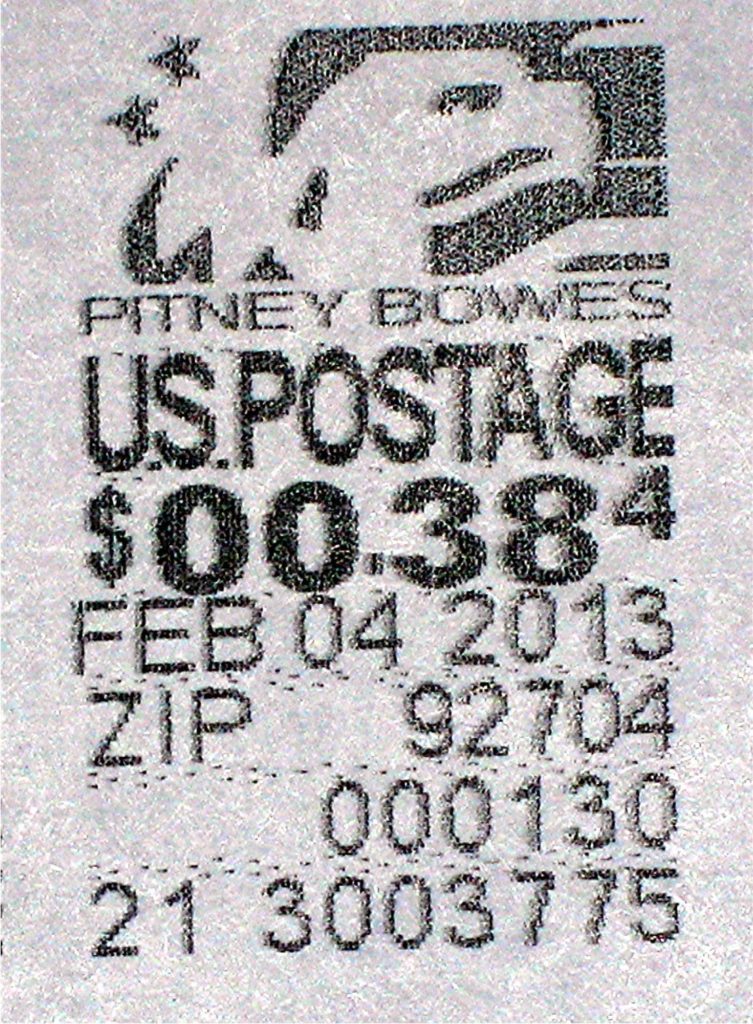 PITNEY BOWES
U.S. POSTAGE
$00.38⁴
FEB 04 2013
ZIP 92704
000130
21 3003775